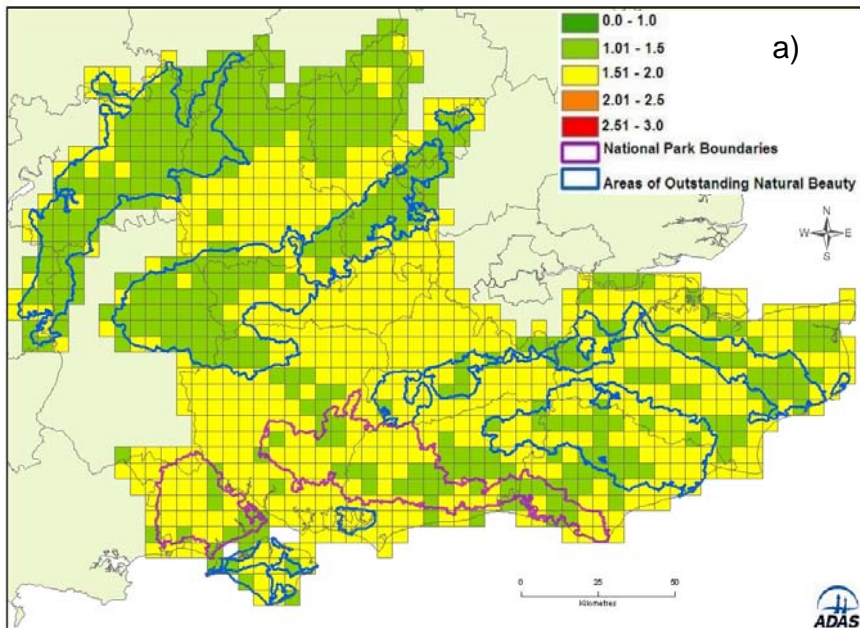 0.0 - 1.0
1.01 - 1.5
1.51 - 2.0
2.01 - 2.5
2.51 - 3.0
National Park Boundaries
Areas of Outstanding Natural Beauty
a)
N
W E
S
0 25 50
Kilometres
ADAS